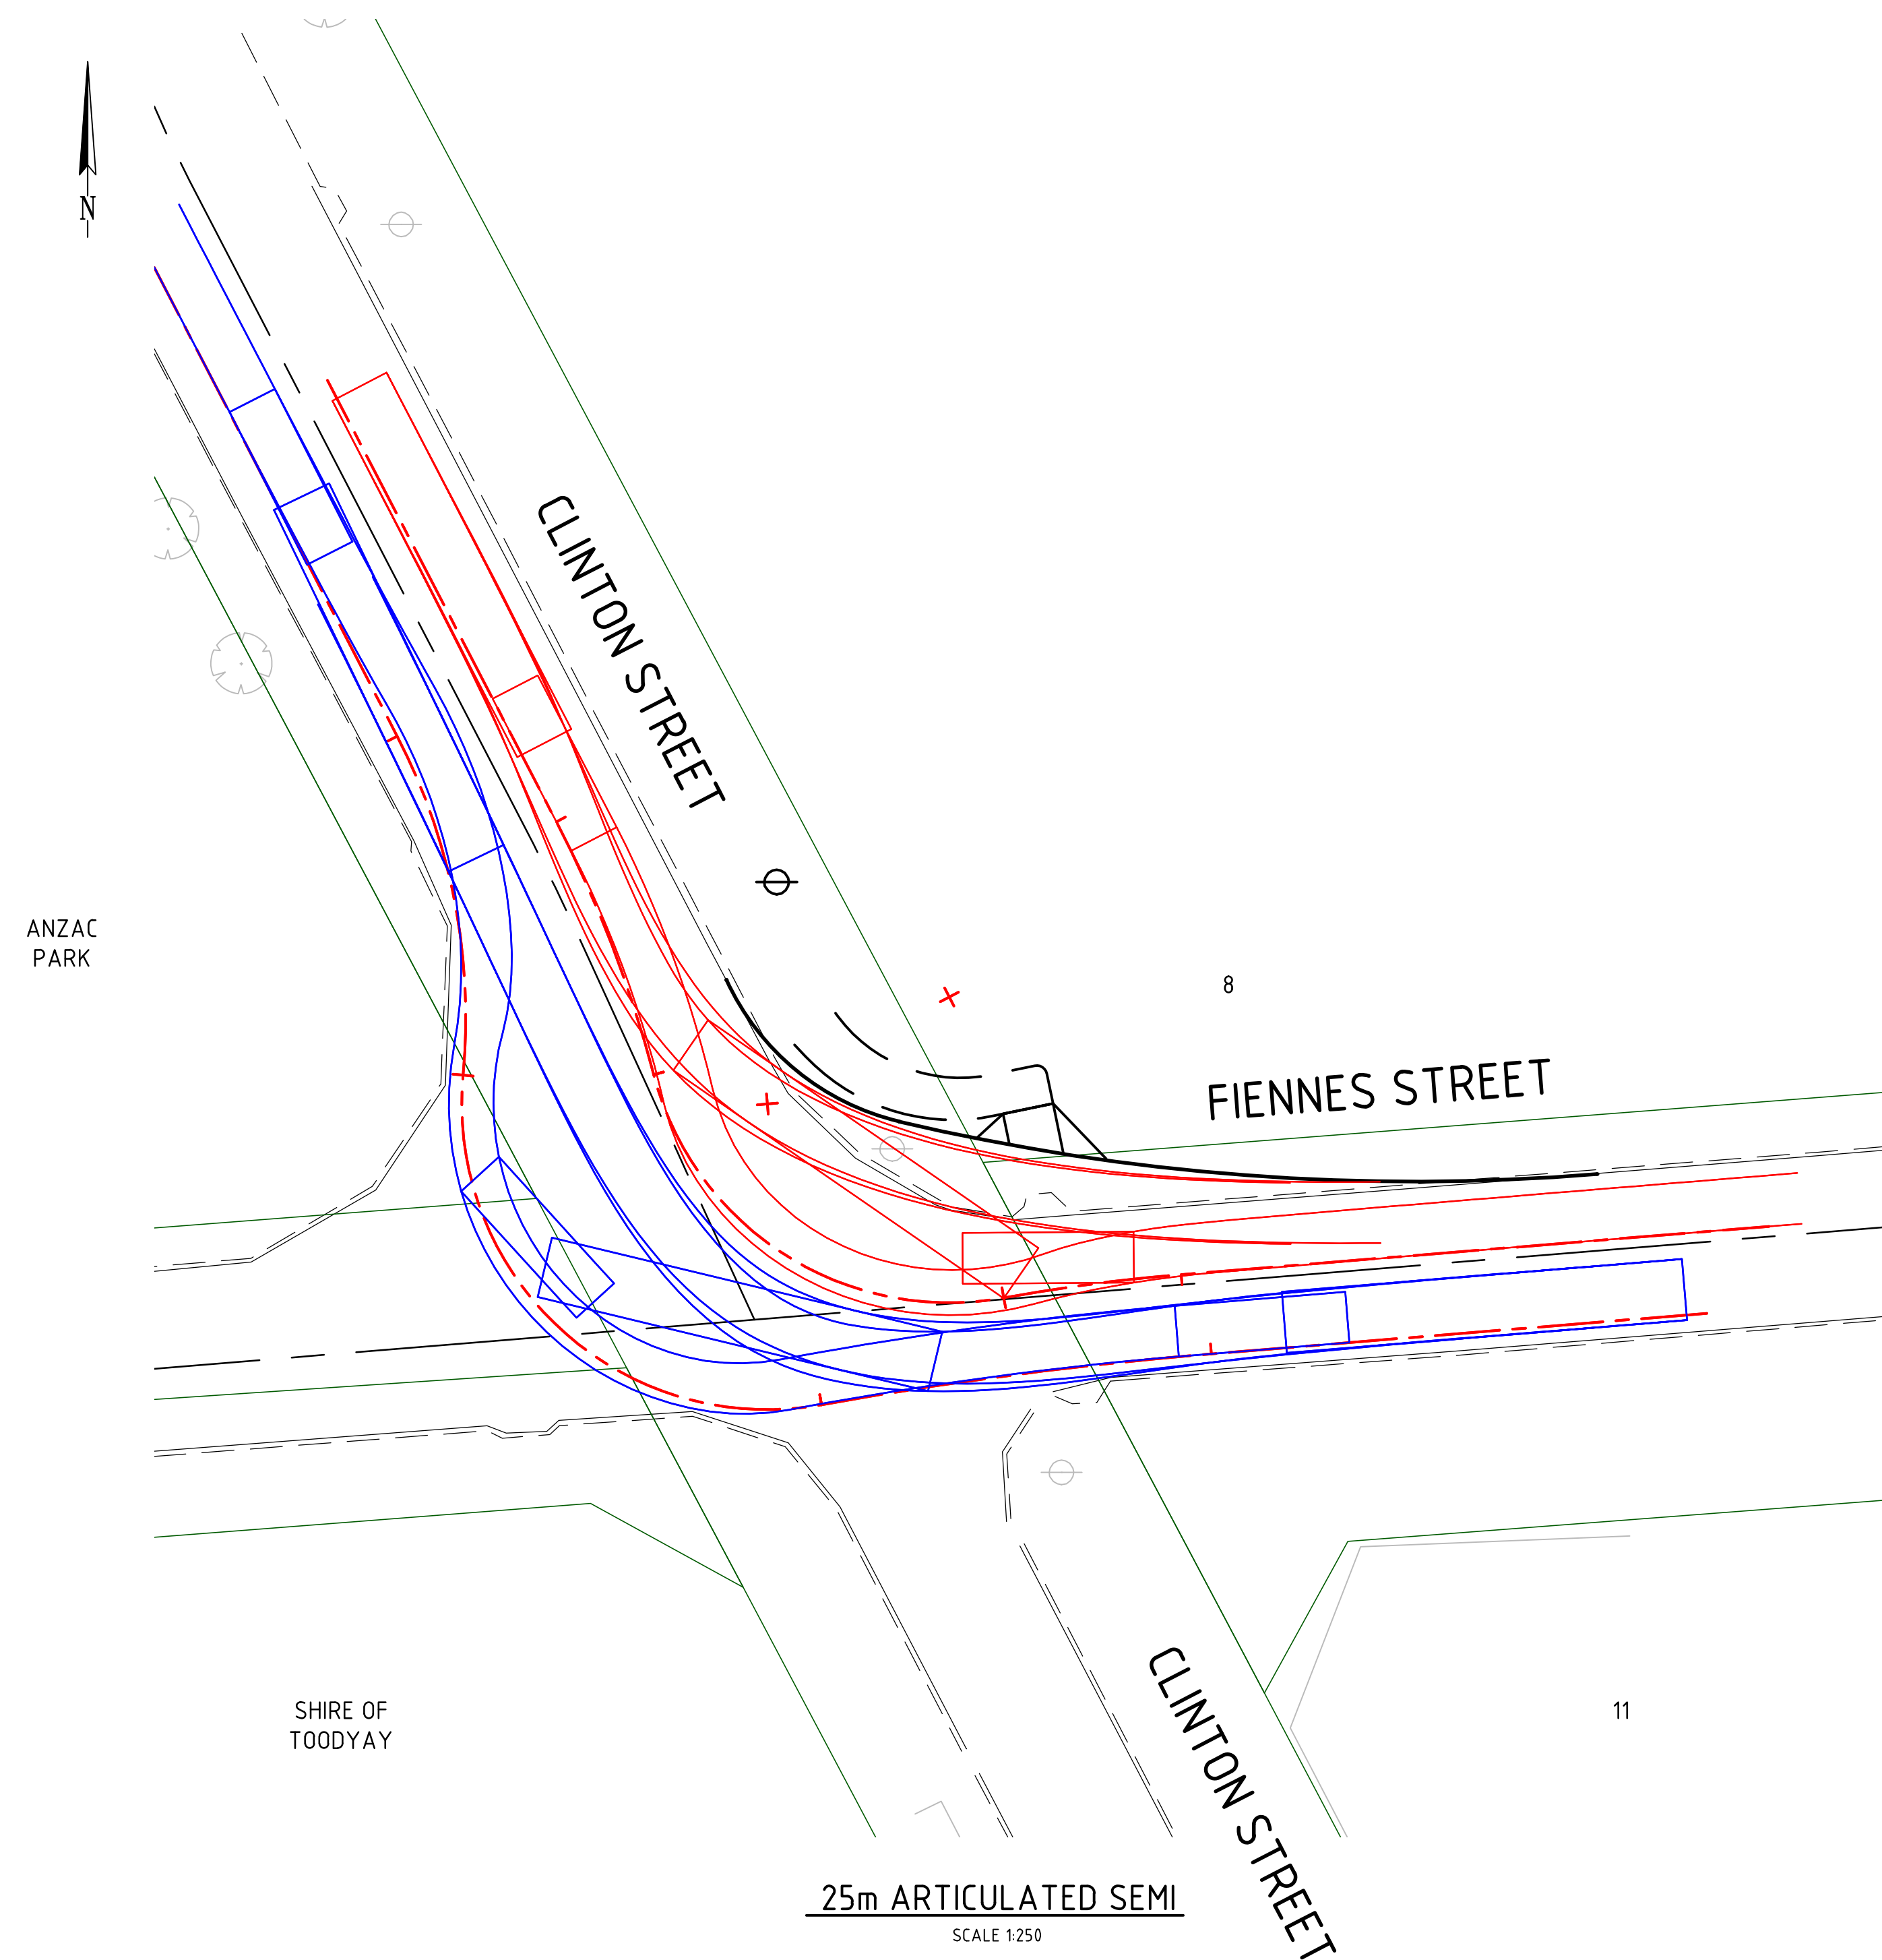 N
CLINTON STREET
ANZAC
PARK
8
FIENNES STREET
SHIRE OF
TOODYAY
CLINTON STREET
11
25m ARTICULATED SEMI
SCALE 1:250